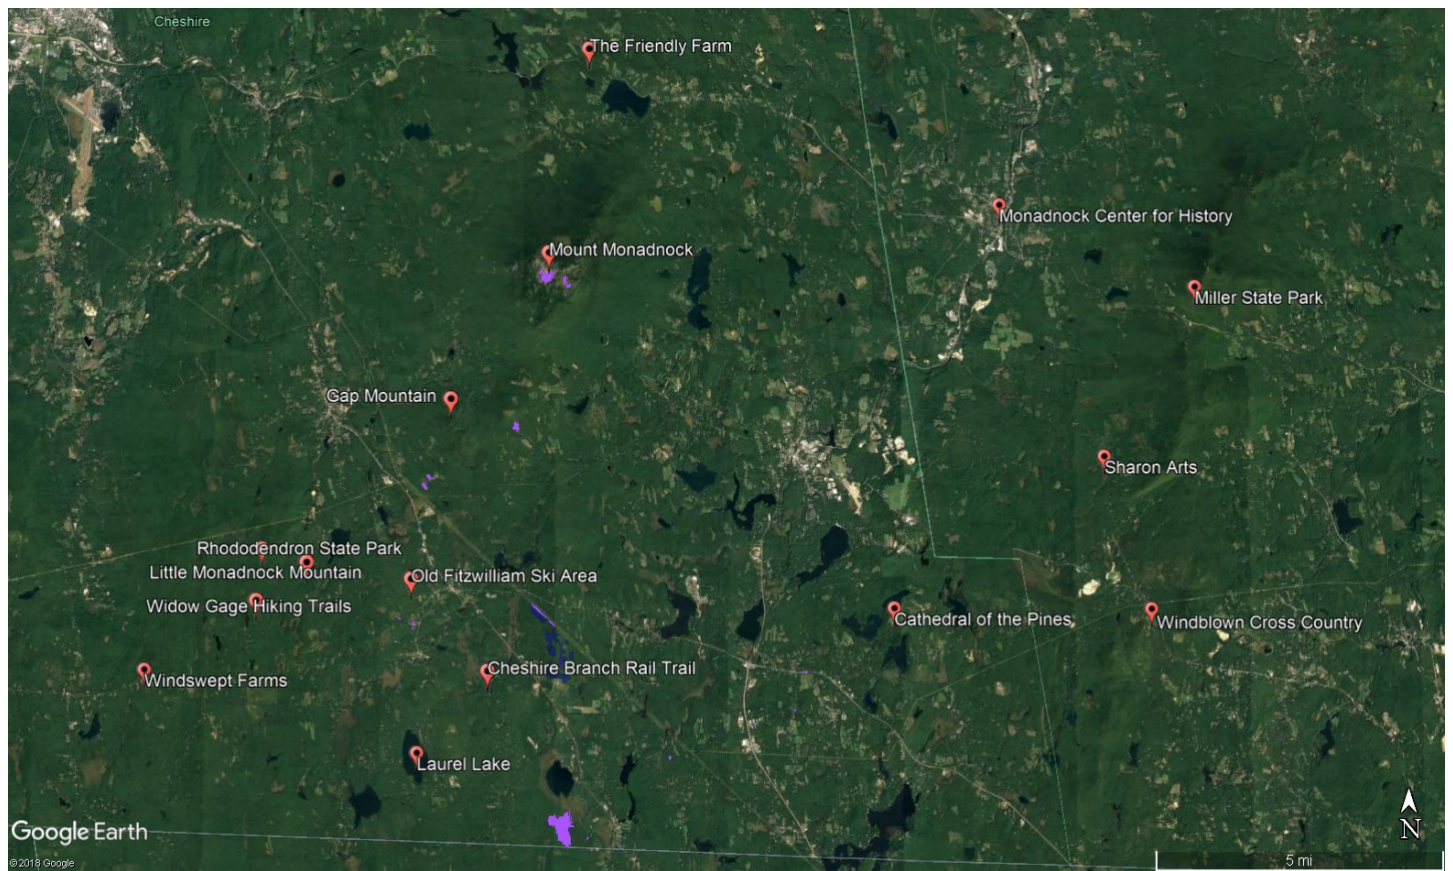 Cheshire
The Friendly Farm
Monadnock Center for History
Mount Monadnock
Miller State Park
Gap Mountain
Sharon Arts
Rhododendron State Park
Little Monadnock Mountain
Old Fitzwilliam Ski Area
Widow Gage Hiking Trails
Cathedral of the Pines
Windblown Cross Country
Cheshire Branch Rail Trail
Windswept Farms
Laurel Lake
Google Earth
N
©2018 Google
5 mi